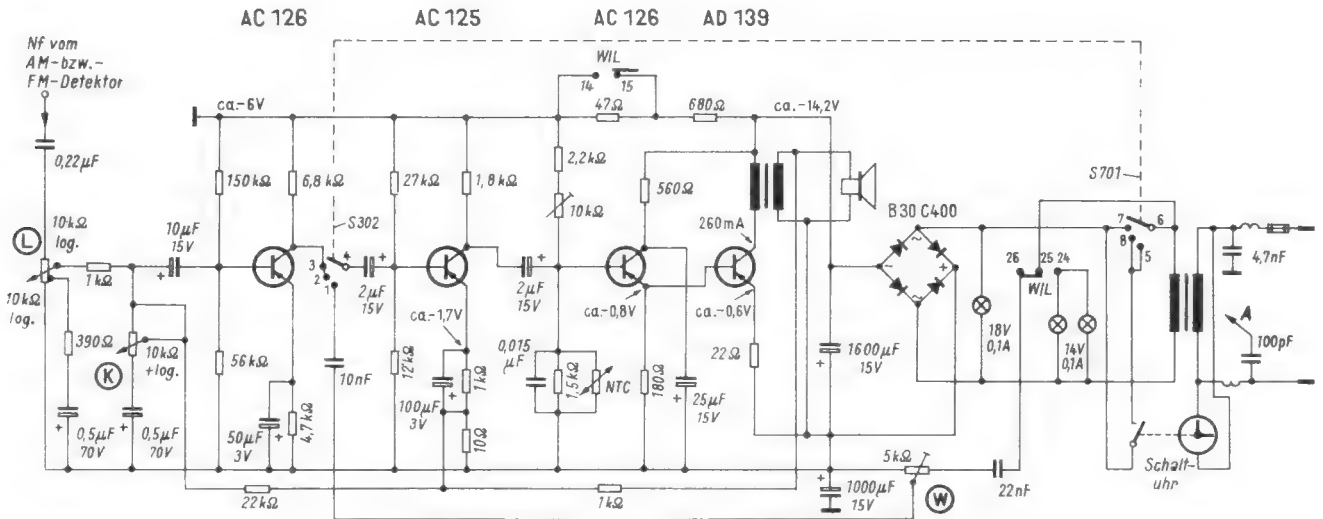 AC 126
AC 125
AC 126
AD 139
Nf vom
AM-bzw.-
FM-Detektor
ca.-6V
W/L
14
15
47Ω
680Ω
ca.-14,2V
0,22µF
150kΩ
6,8kΩ
27kΩ
1,8kΩ
2,2kΩ
10kΩ
560Ω
S302
S701
L
10kΩ
log.
10kΩ
log.
1kΩ
10µF
15V
3
4
2
1
2µF
15V
2µF
15V
260mA
B30 C400
7
6
8
5
26
25
24
W/L
4,7nF
A
100pF
18V
0,1A
14V
0,1A
390Ω
K
10kΩ
+log.
56kΩ
ca.-1,7V
ca.-0,8V
ca.-0,6V
22Ω
1600µF
15V
10nF
12kΩ
1kΩ
0,015
µF
1,5kΩ
NTC
180Ω
25µF
15V
0,5µF
70V
0,5µF
70V
50µF
3V
4,7kΩ
100µF
3V
10Ω
22kΩ
1kΩ
1000µF
15V
5kΩ
W
22nF
Schalt-
uhr